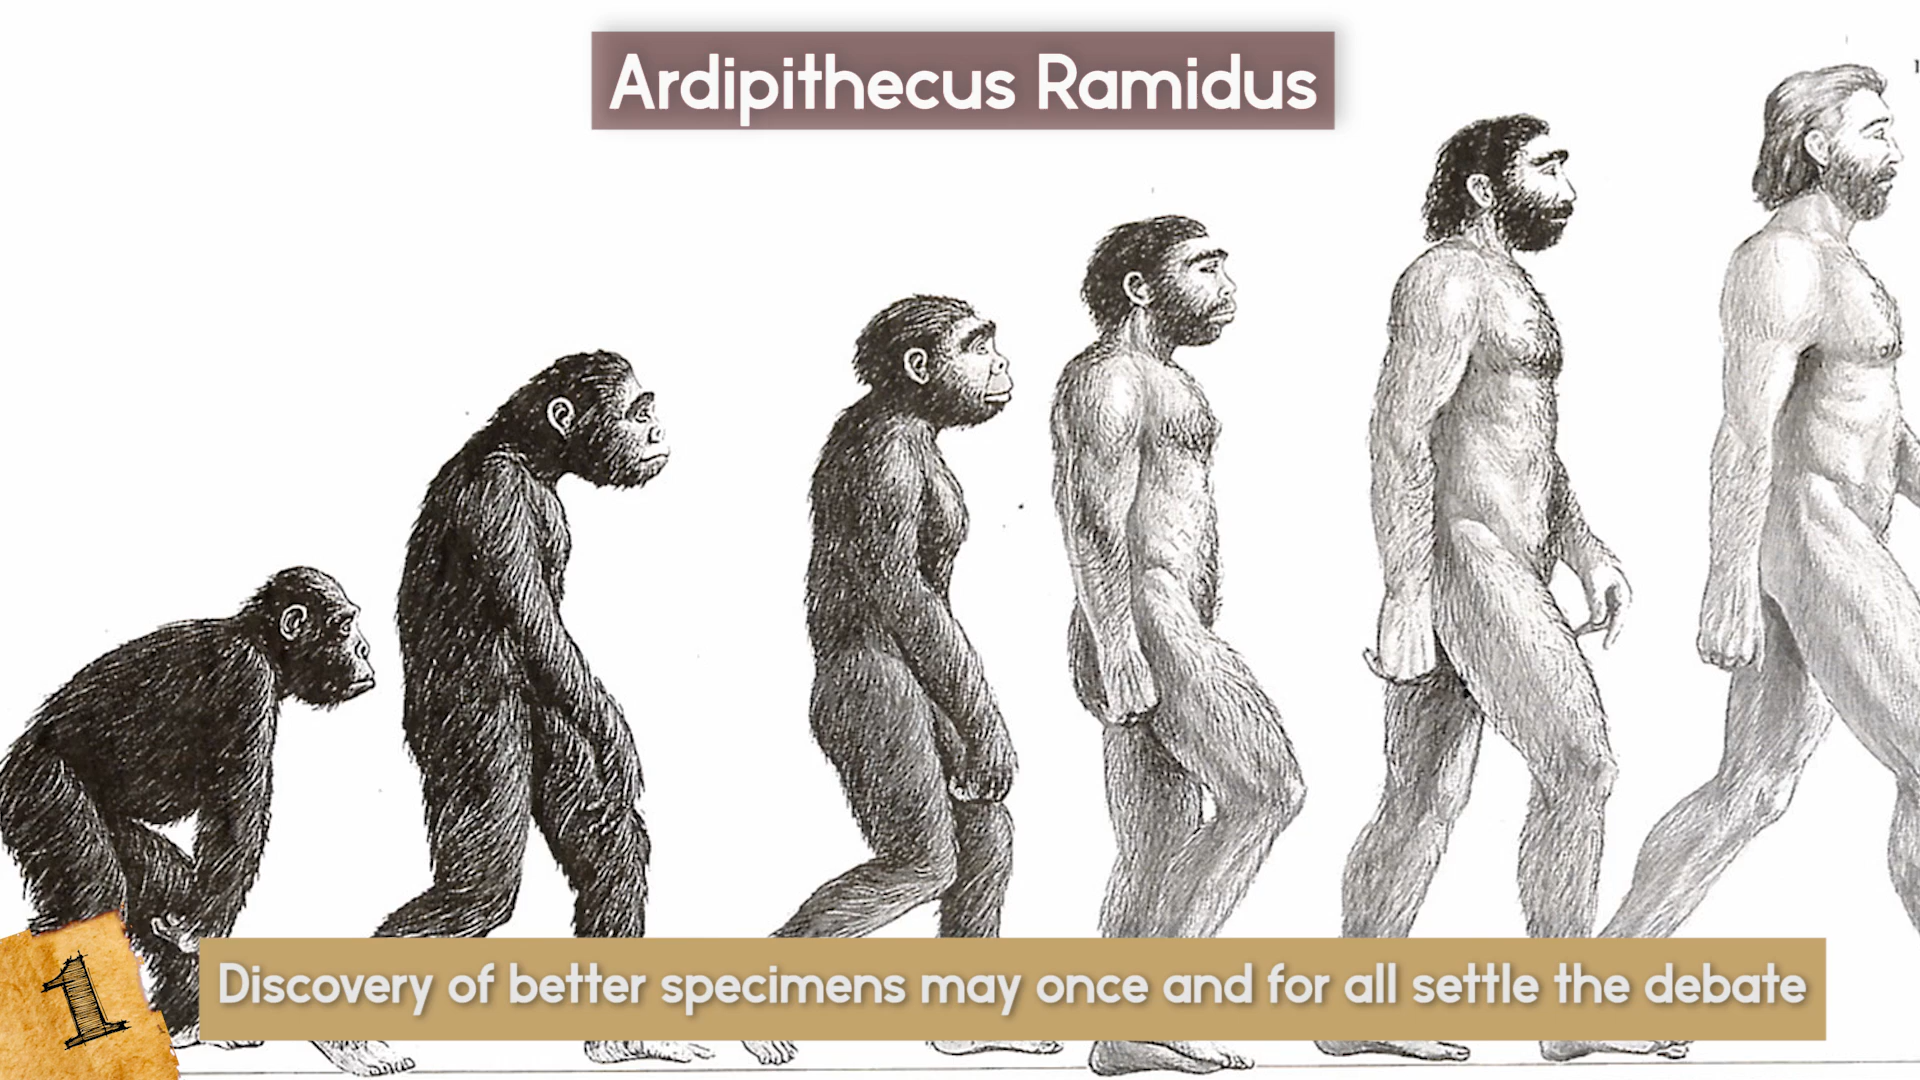 Ardipithecus Ramidus
1
Discovery of better specimens may once and for all settle the debate